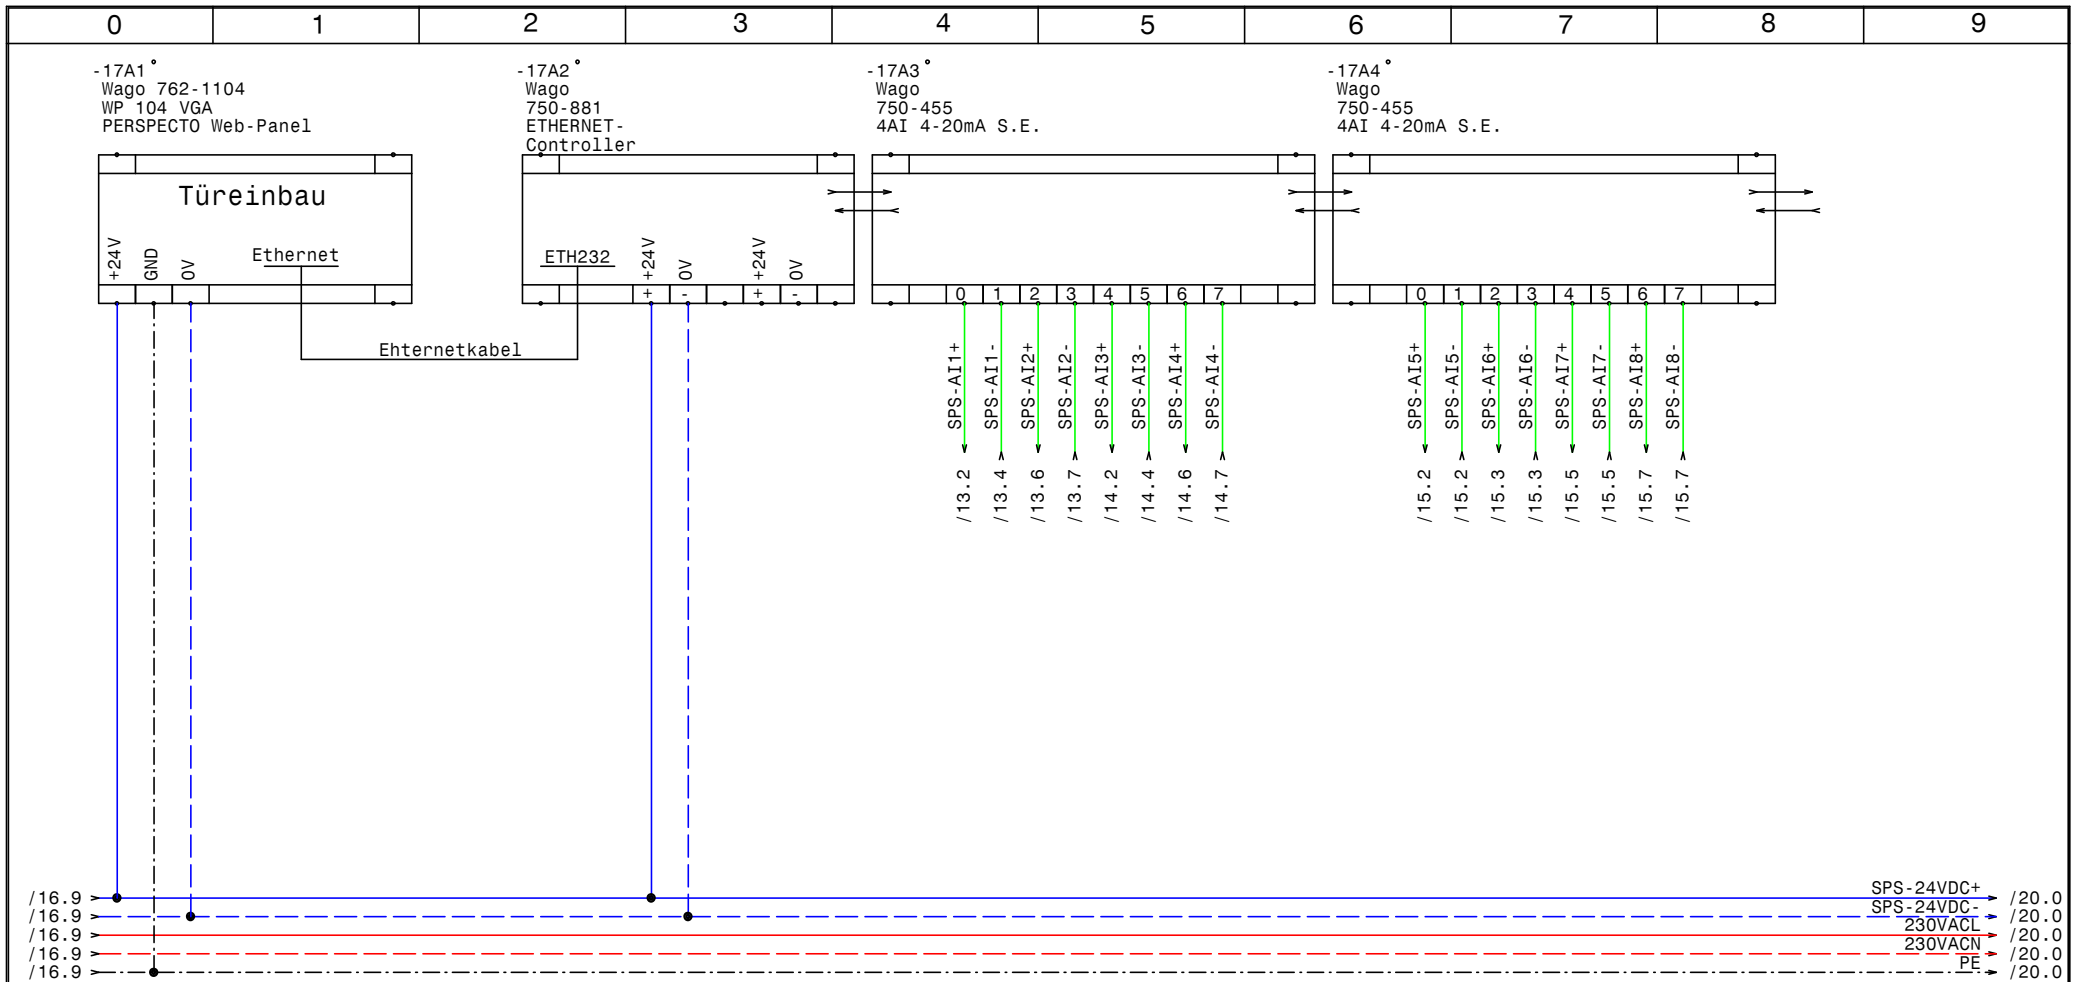 0 1 2 3 4 5 6 7 8 9
-17A1°
Wago 762-1104
WP 104 VGA
PERSPECTO Web-Panel
-17A2°
Wago
750-881
ETHERNET-
Controller
-17A3°
Wago
750-455
4AI 4-20mA S.E.
-17A4°
Wago
750-455
4AI 4-20mA S.E.
Türeinbau
+24V
GND
0V
Ethernet
ETH232
+24V
0V
+24V
0V
+ - + -
0 1 2 3 4 5 6 7
0 1 2 3 4 5 6 7
Ehternetkabel
SPS-AI1+
SPS-AI1-
SPS-AI2+
SPS-AI2-
SPS-AI3+
SPS-AI3-
SPS-AI4+
SPS-AI4-
/13.2
/13.4
/13.6
/13.7
/14.2
/14.4
/14.6
/14.7
SPS-AI5+
SPS-AI5-
SPS-AI6+
SPS-AI6-
SPS-AI7+
SPS-AI7-
SPS-AI8+
SPS-AI8-
/15.2
/15.2
/15.3
/15.3
/15.5
/15.5
/15.7
/15.7
/16.9 SPS-24VDC+ /20.0
/16.9 SPS-24VDC- /20.0
/16.9 230VACL /20.0
/16.9 230VACN /20.0
/16.9 PE /20.0